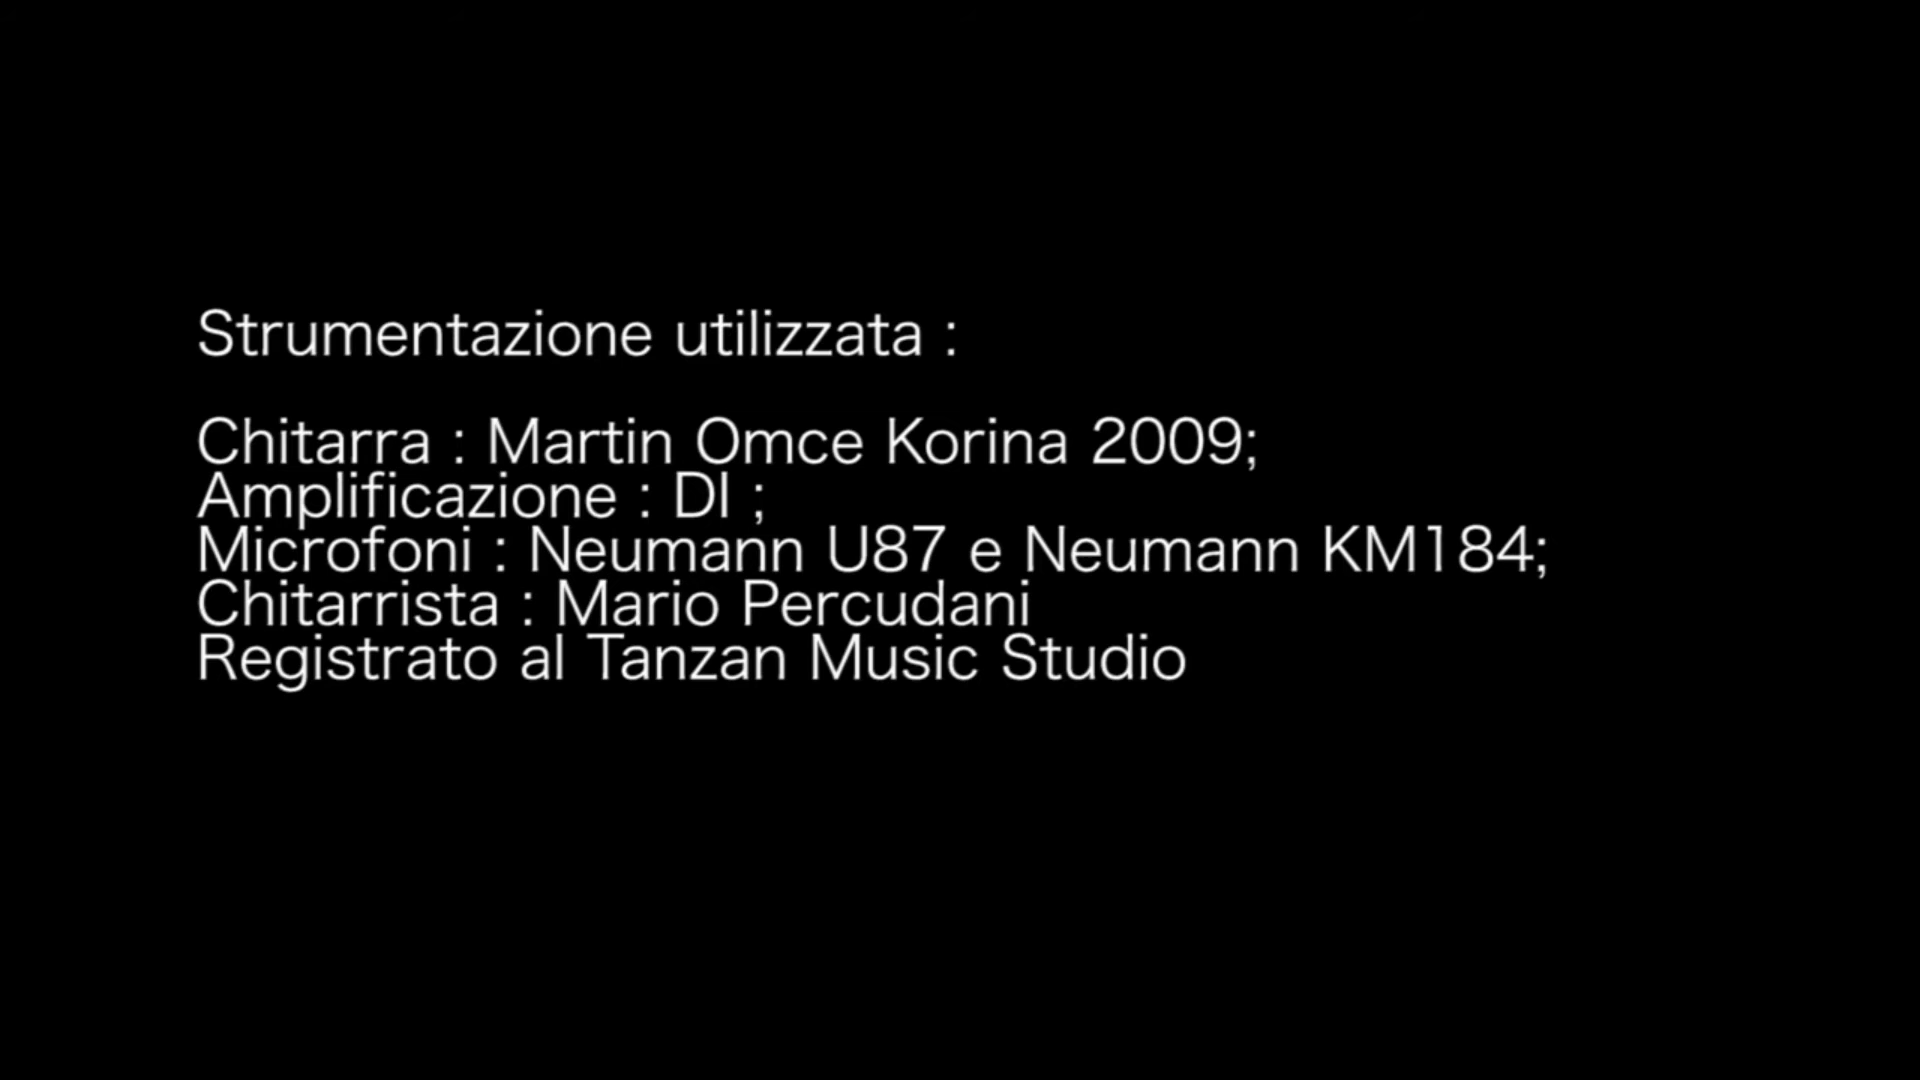 Strumentazione utilizzata :
Chitarra : Martin Omce Korina 2009;
Amplificazione : DI ;
Microfoni : Neumann U87 e Neumann KM184;
Chitarrista : Mario Percudani
Registrato al Tanzan Music Studio